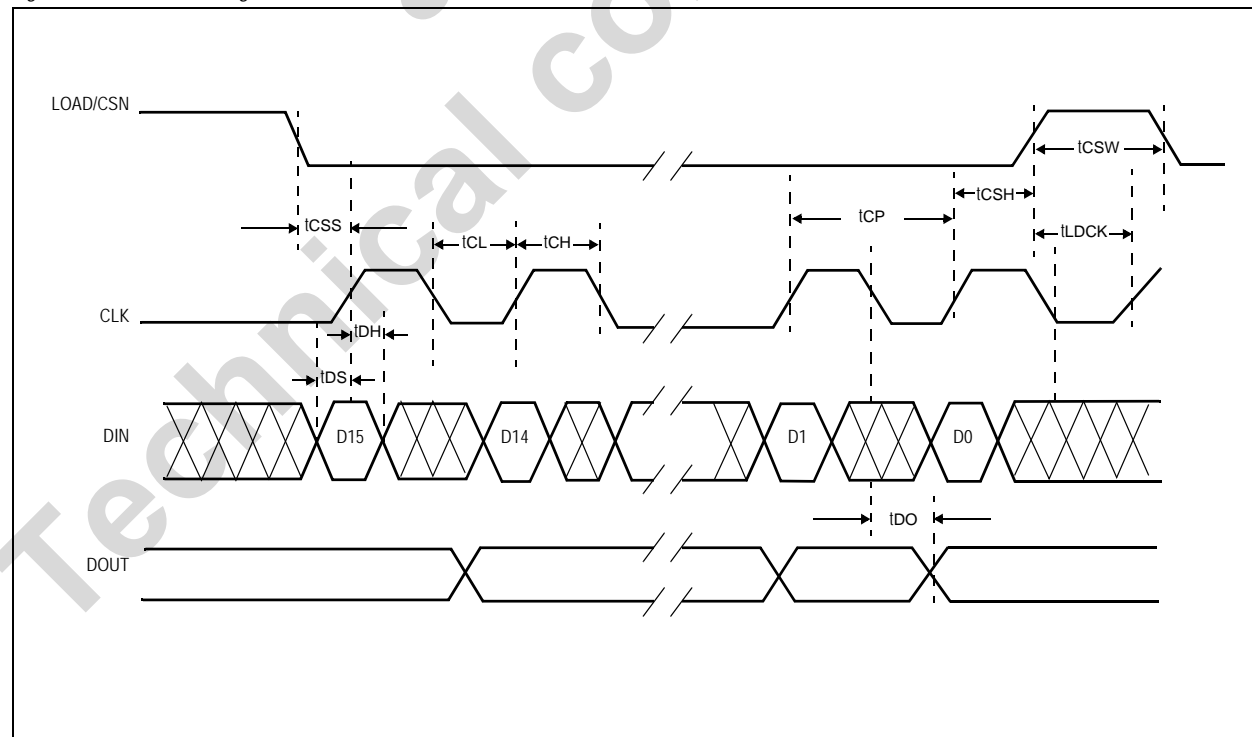 Technical co
LOAD/CSN
tCSW
tCSH
tCSS
tCP
tCL
tCH
tLDCK
CLK
tDH
tDS
DIN
D15
D14
D1
D0
tDO
DOUT